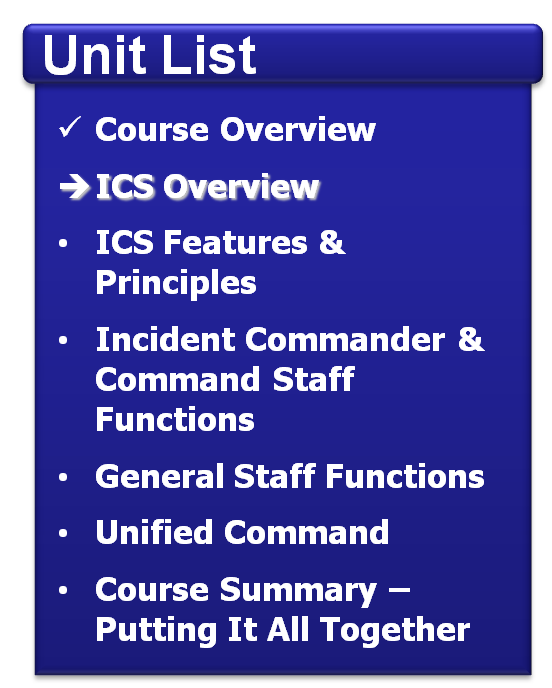 Unit List
✓ Course Overview
➔ ICS Overview
• ICS Features &
Principles
• Incident Commander &
Command Staff
Functions
• General Staff Functions
• Unified Command
• Course Summary –
Putting It All Together